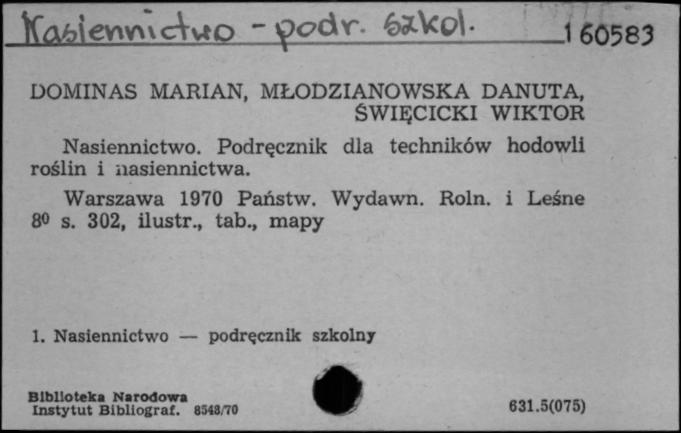 Nasiennictwo - podr. szkol.
160583
DOMINAS MARIAN, MŁODZIANOWSKA DANUTA,
ŚWIĘCICKI WIKTOR
Nasiennictwo. Podręcznik dla techników hodowli
roślin i nasiennictwa.
Warszawa 1970 Państw. Wydawn. Roln. i Leśne
8⁰ s. 302, ilustr., tab., mapy
1. Nasiennictwo — podręcznik szkolny
Biblioteka Narodowa
Instytut Bibliograf. 8548/70
631.5(075)